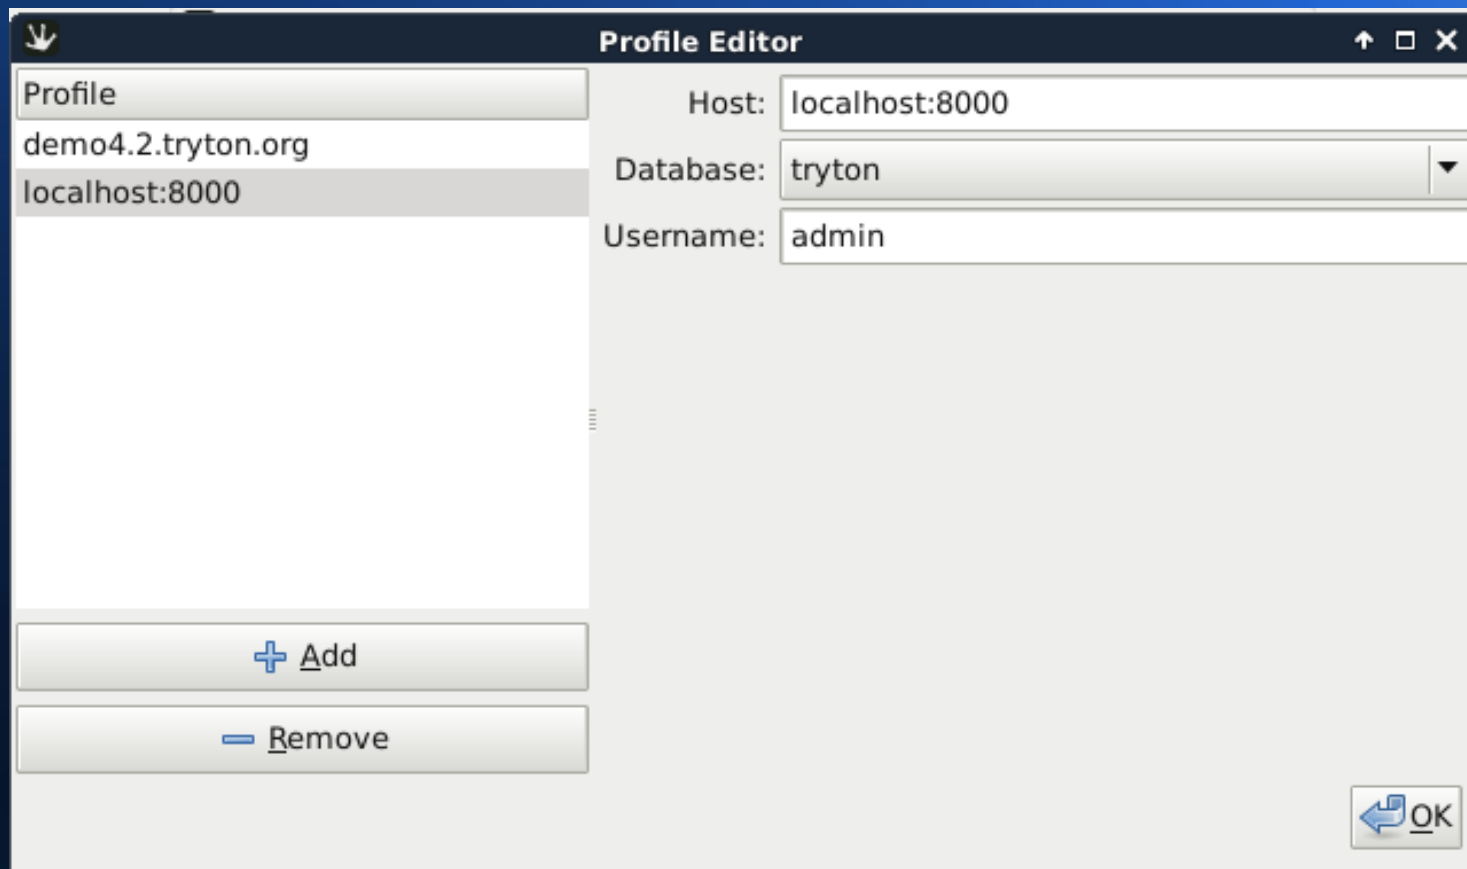 Profile Editor
Profile
demo4.2.tryton.org
localhost:8000
Host: localhost:8000
Database: tryton
Username: admin
Add
Remove
OK